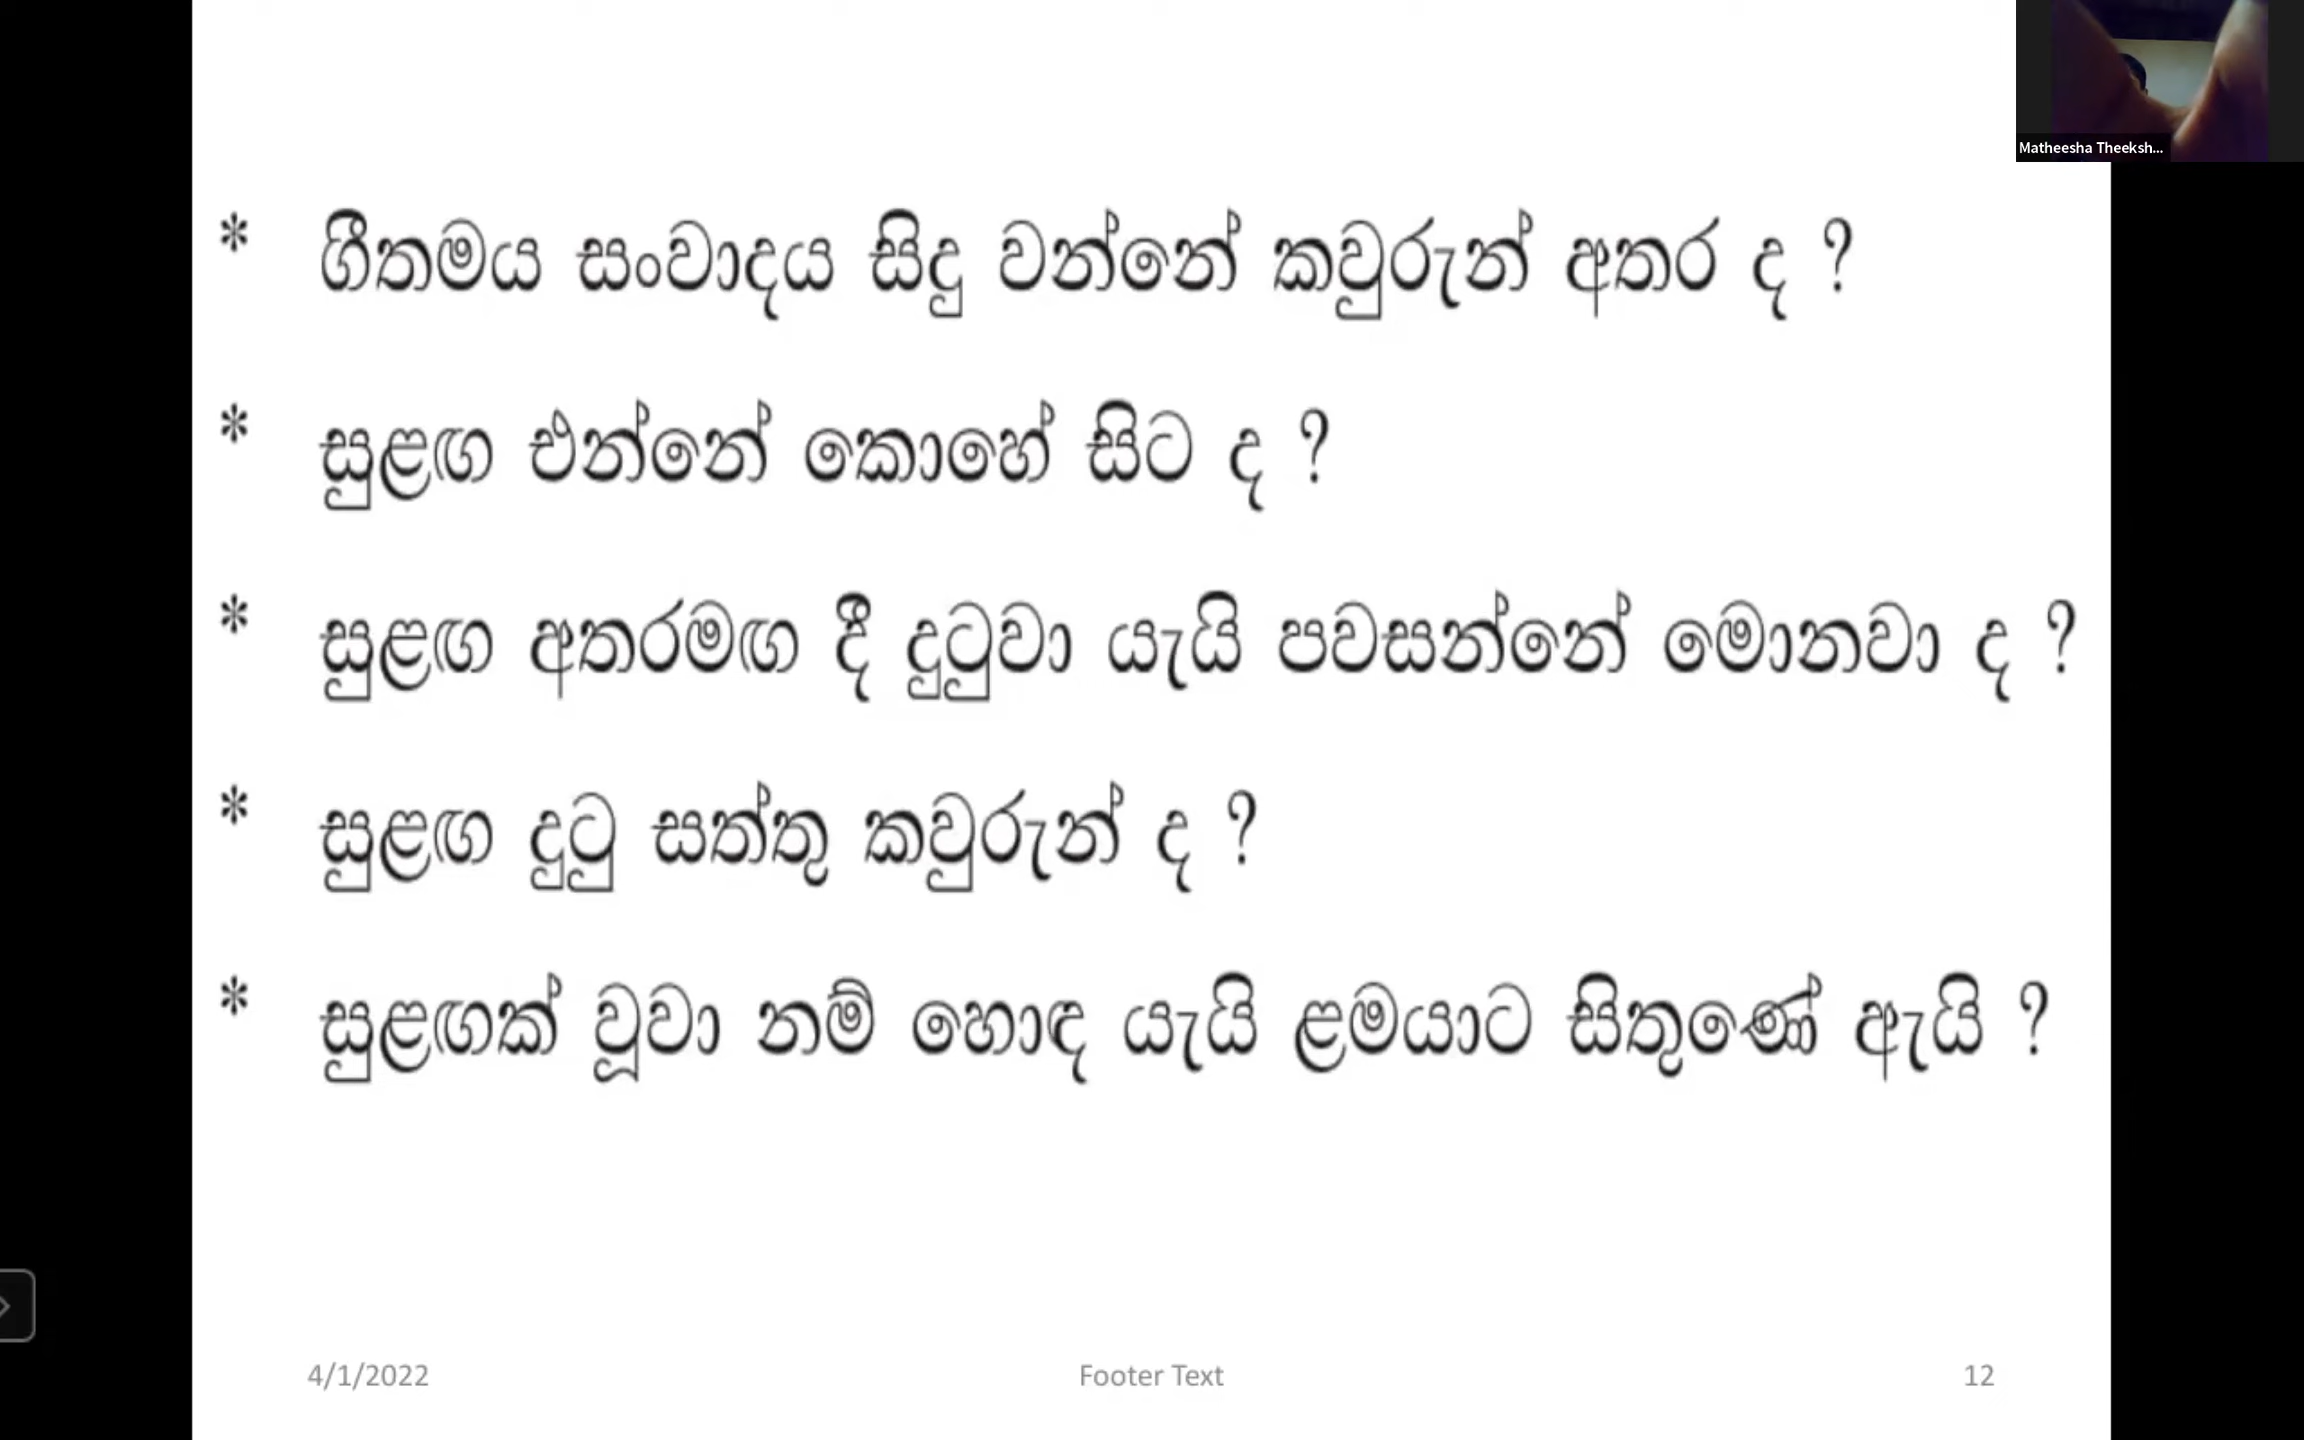 Matheesha Theeksh...
* ගීතමය සංවාදය සිදු වන්නේ කවුරුන් අතර ද ?
* සුළඟ එන්නේ කොහේ සිට ද ?
* සුළඟ අතරමඟ දී දුටුවා යැයි පවසන්නේ මොනවා ද ?
* සුළඟ දුටු සත්තු කවුරුන් ද ?
* සුළඟක් වූවා නම් හොඳ යැයි ළමයාට සිතුණේ ඇයි ?
4/1/2022 Footer Text 12